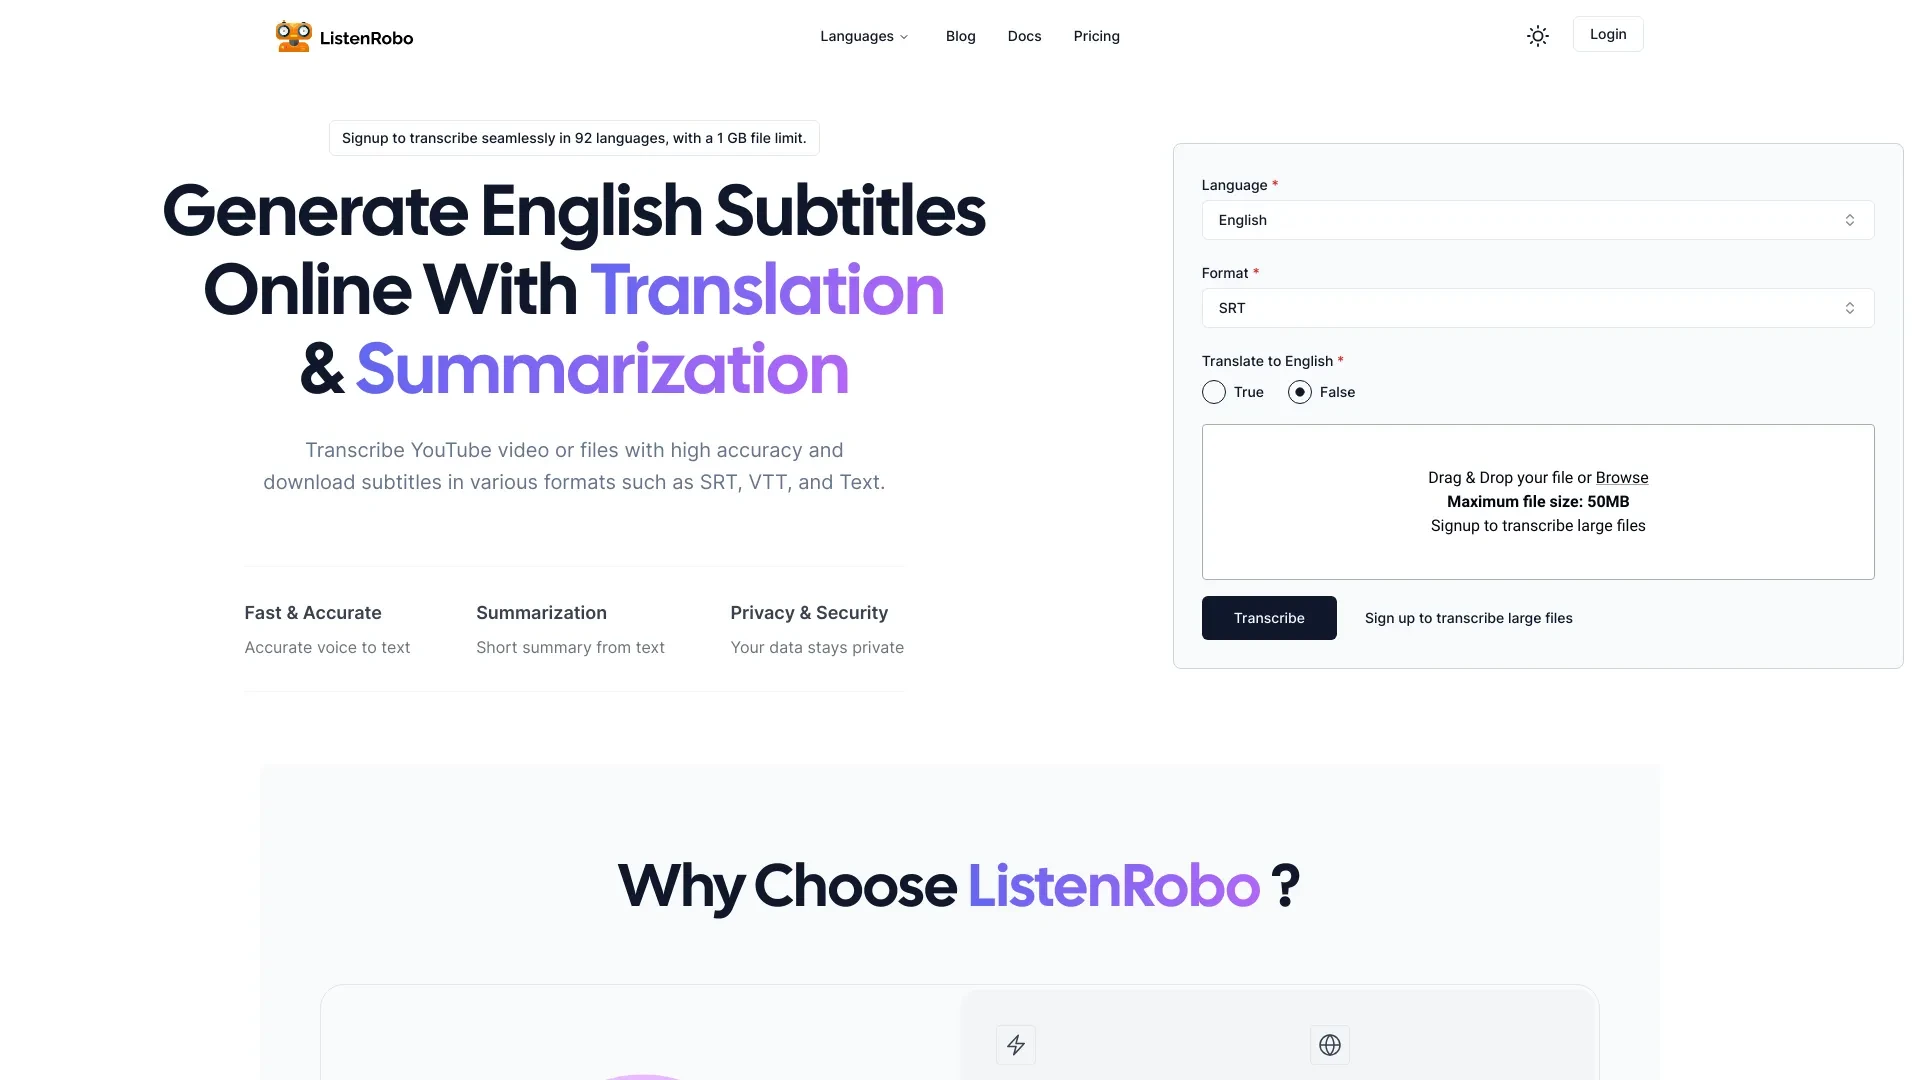 ListenRobo
Languages
Blog
Docs
Pricing
Login
Signup to transcribe seamlessly in 92 languages, with a 1 GB file limit.
Generate English Subtitles
Online With Translation
& Summarization
Transcribe YouTube video or files with high accuracy and
download subtitles in various formats such as SRT, VTT, and Text.
Fast & Accurate
Accurate voice to text
Summarization
Short summary from text
Privacy & Security
Your data stays private
Language *
English
Format *
SRT
Translate to English *
True
False
Drag & Drop your file or Browse
Maximum file size: 50MB
Signup to transcribe large files
Transcribe
Sign up to transcribe large files
Why Choose ListenRobo ?